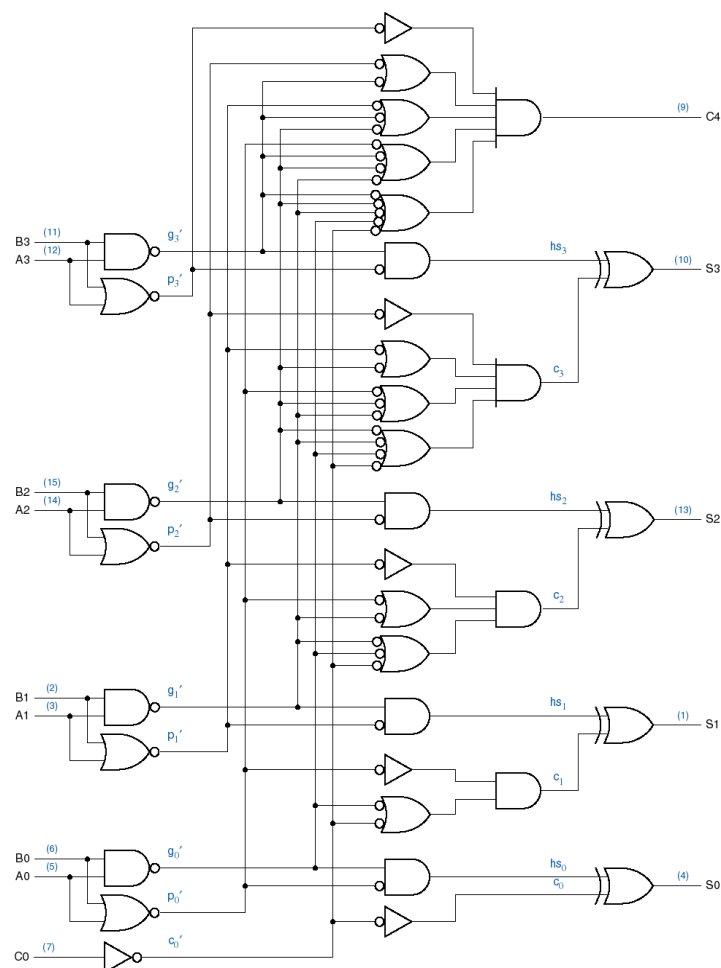 (9)
C4
(11)
B3
g₃′
hs₃
(12)
A3
(10)
S3
p₃′
c₃
(15)
B2
g₂′
hs₂
(14)
A2
(13)
S2
p₂′
c₂
(2)
B1
g₁′
hs₁
(3)
A1
(1)
S1
p₁′
c₁
(6)
B0
g₀′
hs₀
(5)
A0
c₀
(4)
S0
p₀′
(7)
C0
c₀′